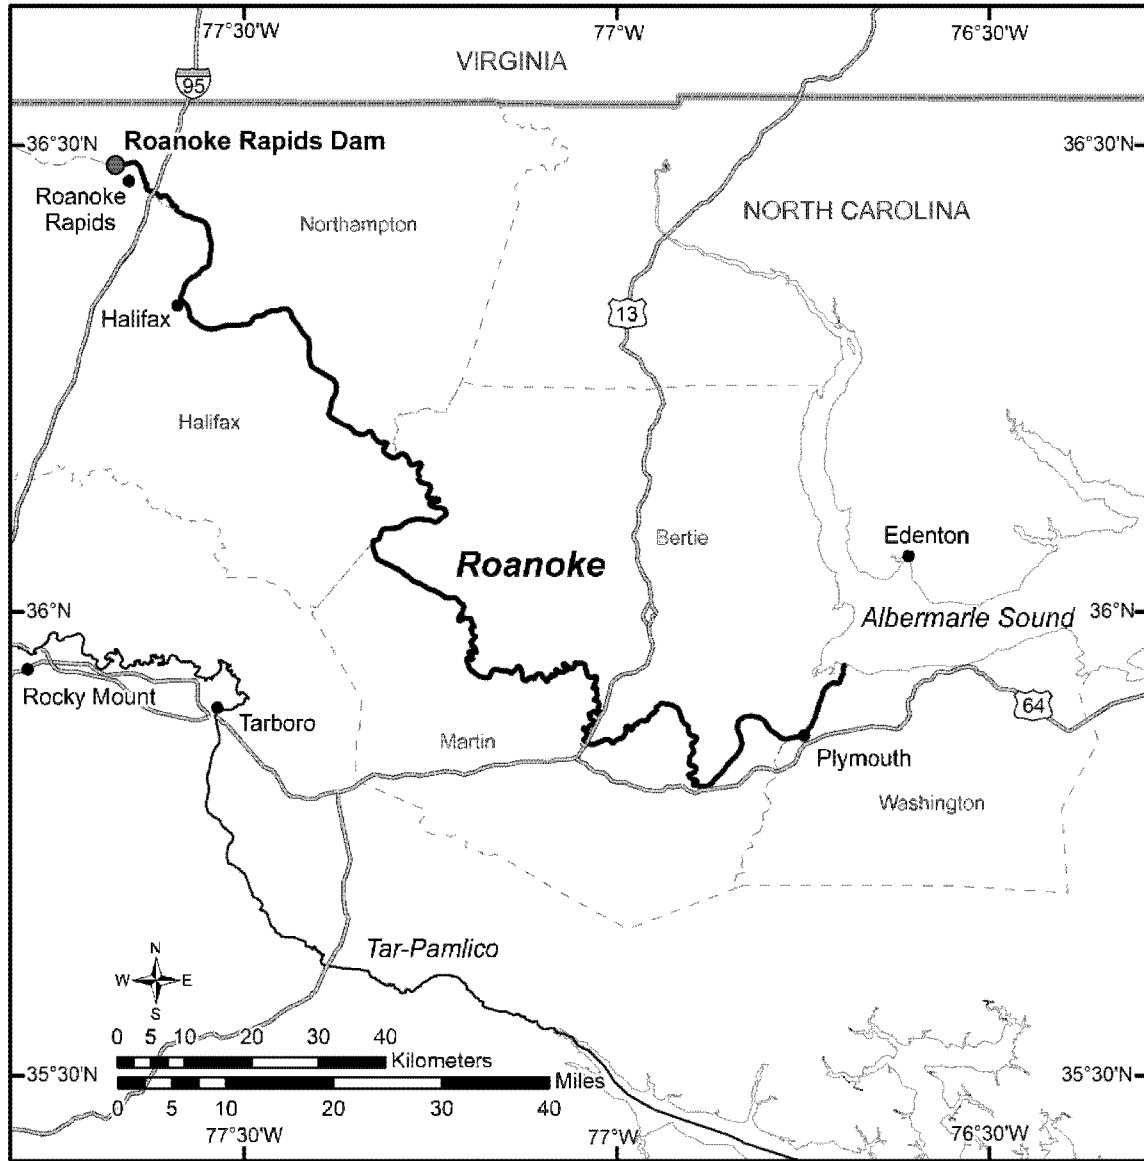 77°30'W
77°W
76°30'W
VIRGINIA
95
36°30'N
Roanoke Rapids Dam
36°30'N
Roanoke
Rapids
Northampton
NORTH CAROLINA
Halifax
13
Halifax
Bertie
Edenton
Roanoke
36°N
Albermarle Sound
36°N
Rocky Mount
Tarboro
64
Martin
Plymouth
Washington
Tar-Pamlico
N
W
E
S
0 5 10 20 30 40
Kilometers
35°30'N
Miles
35°30'N
0 5 10 20 30 40
77°30'W
77°W
76°30'W